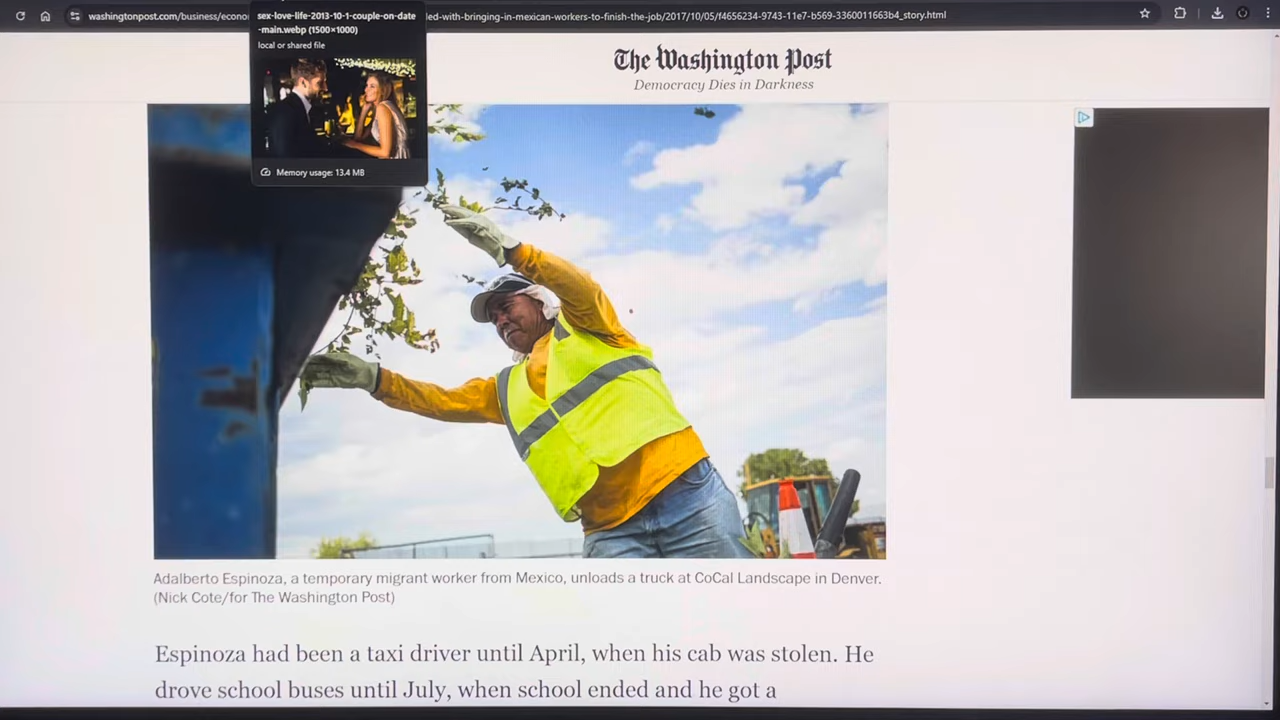 washingtonpost.com/business/econo
led-with-bringing-in-mexican-workers-to-finish-the-job/2017/10/05/f4656234-9743-11e7-b569-3360011663b4_story.html
sex-love-life-2013-10-1-couple-on-date
-main.webp (1500×1000)
local or shared file
Memory usage: 13.4 MB
The Washington Post
Democracy Dies in Darkness
Adalberto Espinoza, a temporary migrant worker from Mexico, unloads a truck at CoCal Landscape in Denver.
(Nick Cote/for The Washington Post)
Espinoza had been a taxi driver until April, when his cab was stolen. He
drove school buses until July, when school ended and he got a